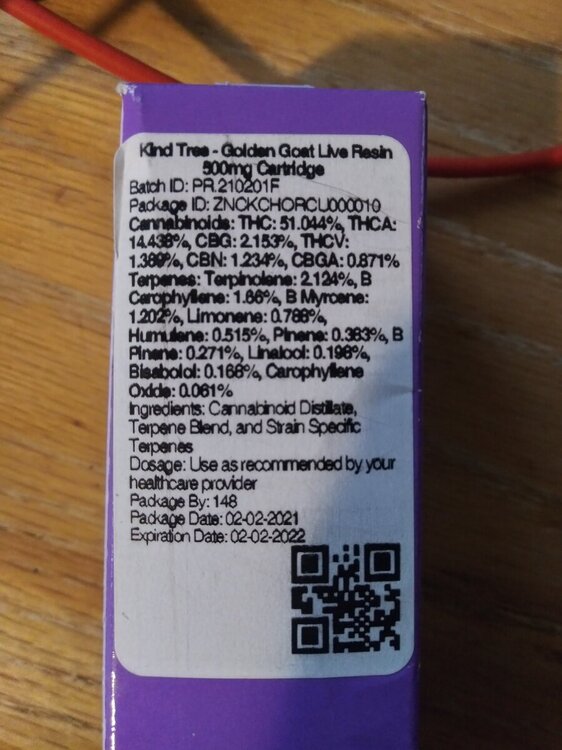 Kind Tree - Golden Goat Live Resin
500mg Cartridge
Batch ID: PR.210201F
Package ID: ZNCKCHORCU000010
Cannabinoids: THC: 51.044%, THCA:
14.438%, CBG: 2.153%, THCV:
1.389%, CBN: 1.234%, CBGA: 0.871%
Terpenes: Terpinolene: 2.124%, B
Carophyllene: 1.66%, B Myrcene:
1.202%, Limonene: 0.788%,
Humulene: 0.515%, Pinene: 0.383%, B
Pinene: 0.271%, Linalool: 0.198%,
Bisabolol: 0.168%, Carophyllene
Oxide: 0.061%
Ingredients: Cannabinoid Distillate,
Terpene Blend, and Strain Specific
Terpenes
Dosage: Use as recommended by your
healthcare provider
Package By: 148
Package Date: 02-02-2021
Expiration Date: 02-02-2022